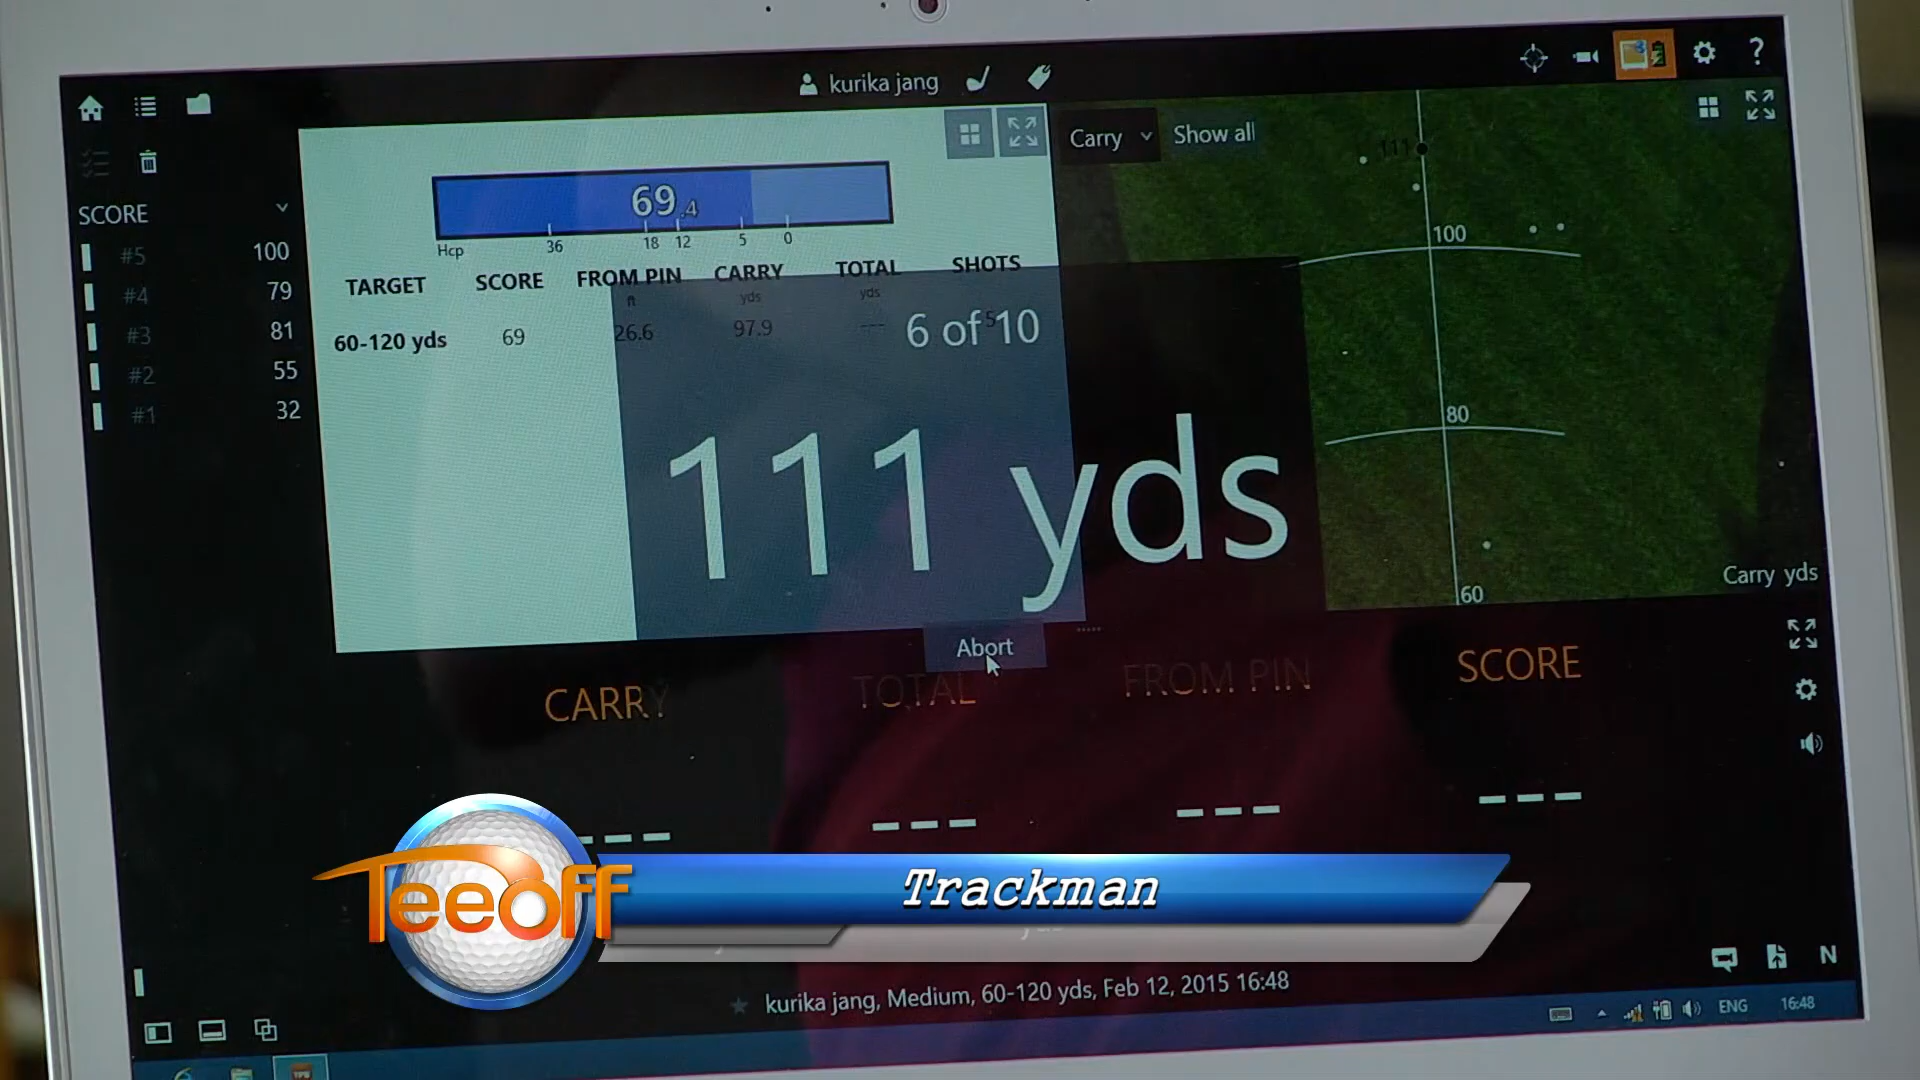 kurika jang
SCORE
#5 100
#4 79
#3 81
#2 55
#1 32
69.4
Hcp 36 18 12 5 0
TARGET SCORE FROM PIN CARRY TOTAL SHOTS
ft yds yds
60-120 yds 69 26.6 97.9 --- 5
6 of 10
111 yds
Abort
Carry Show all
111
100
80
60
Carry yds
CARRY TOTAL FROM PIN SCORE
--- --- --- ---
TeeOff
Trackman
yds
kurika jang, Medium, 60-120 yds, Feb 12, 2015 16:48
N
ENG 16:48